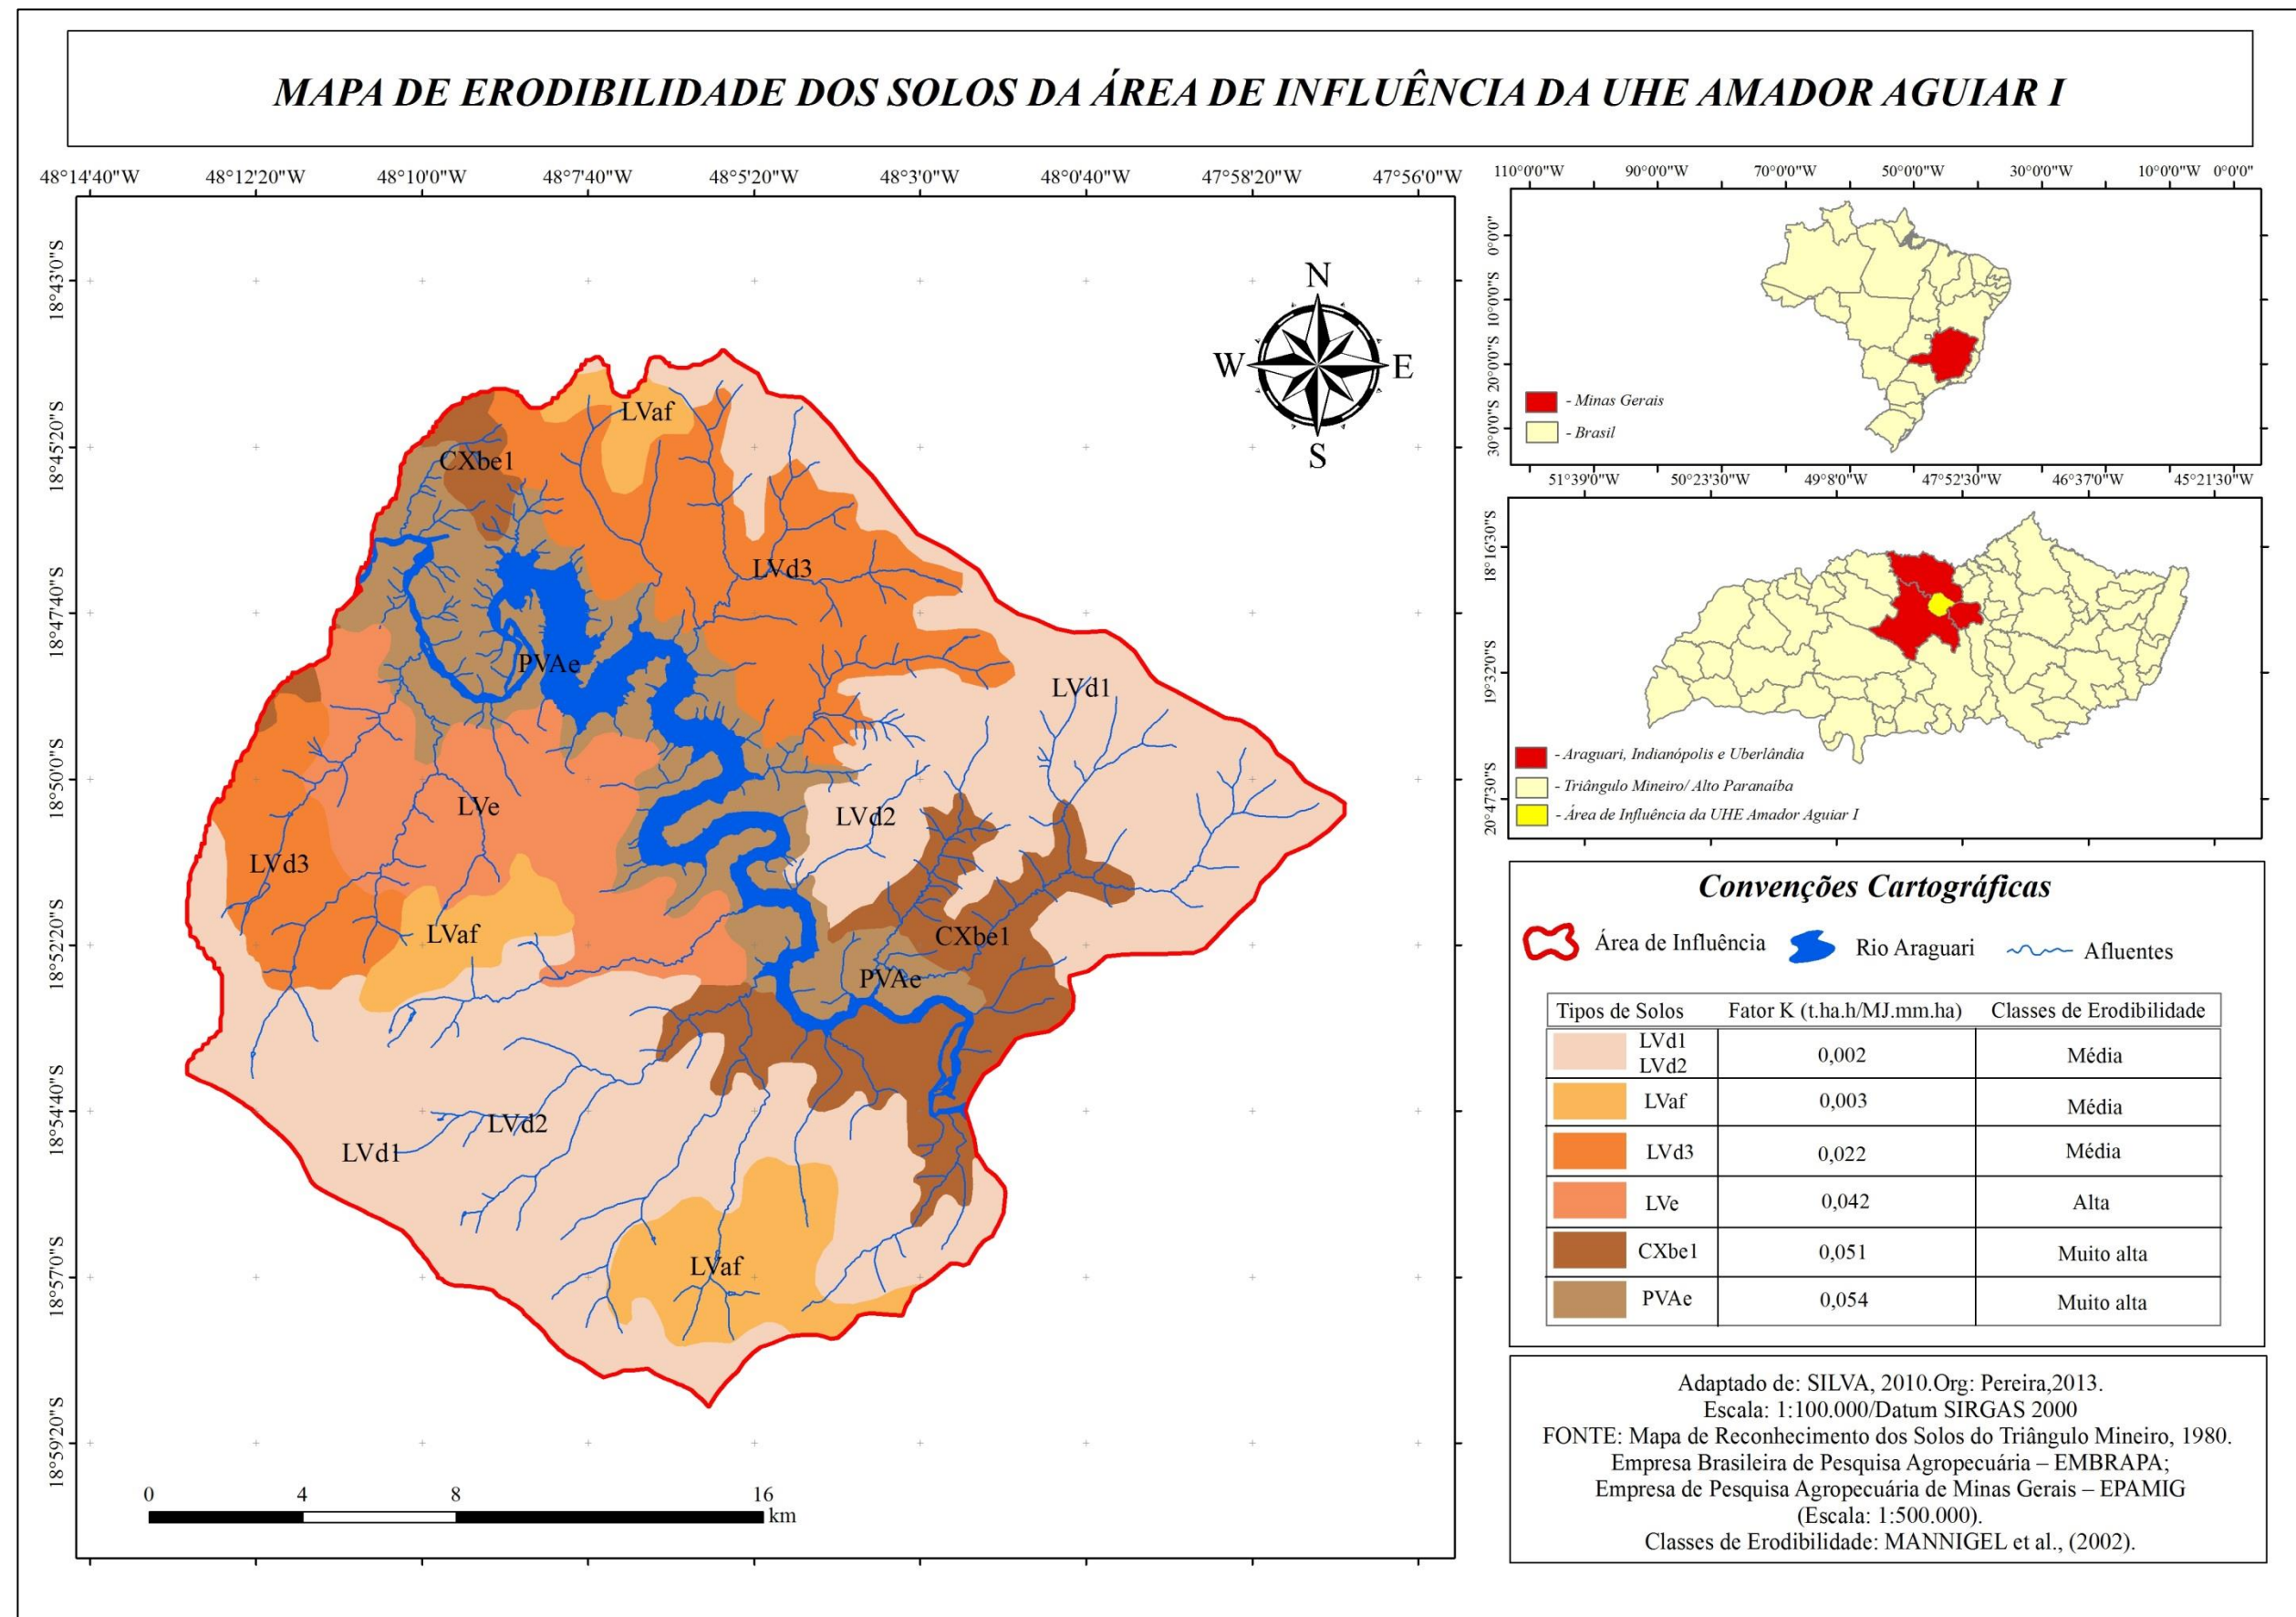 MAPA DE ERODIBILIDADE DOS SOLOS DA ÁREA DE INFLUÊNCIA DA UHE AMADOR AGUIAR I
48°14'40"W 48°12'20"W 48°10'0"W 48°7'40"W 48°5'20"W 48°3'0"W 48°0'40"W 47°58'20"W 47°56'0"W
18°43'0"S
18°45'20"S
18°47'40"S
18°50'0"S
18°52'20"S
18°54'40"S
18°57'0"S
18°59'20"S
N
W E
S
LVaf
CXbe1
LVd3
PVAe
LVd1
LVe
LVd2
LVd3
LVaf
CXbe1
PVAe
LVd2
LVd1
LVaf
0 4 8 16
km
110°0'0"W 90°0'0"W 70°0'0"W 50°0'0"W 30°0'0"W 10°0'0"W 0°0'0"
0°0'0"
10°0'0"S
20°0'0"S
30°0'0"S
- Minas Gerais
- Brasil
51°39'0"W 50°23'30"W 49°8'0"W 47°52'30"W 46°37'0"W 45°21'30"W
18°16'30"S
19°32'0"S
20°47'30"S
- Araguari, Indianópolis e Uberlândia
- Triângulo Mineiro/ Alto Paranaíba
- Área de Influência da UHE Amador Aguiar I
Convenções Cartográficas
Área de Influência Rio Araguari Afluentes
Tipos de Solos Fator K (t.ha.h/MJ.mm.ha) Classes de Erodibilidade
LVd1
LVd2 0,002 Média
LVaf 0,003 Média
LVd3 0,022 Média
LVe 0,042 Alta
CXbe1 0,051 Muito alta
PVAe 0,054 Muito alta
Adaptado de: SILVA, 2010.Org: Pereira,2013.
Escala: 1:100.000/Datum SIRGAS 2000
FONTE: Mapa de Reconhecimento dos Solos do Triângulo Mineiro, 1980.
Empresa Brasileira de Pesquisa Agropecuária – EMBRAPA;
Empresa de Pesquisa Agropecuária de Minas Gerais – EPAMIG
(Escala: 1:500.000).
Classes de Erodibilidade: MANNIGEL et al., (2002).